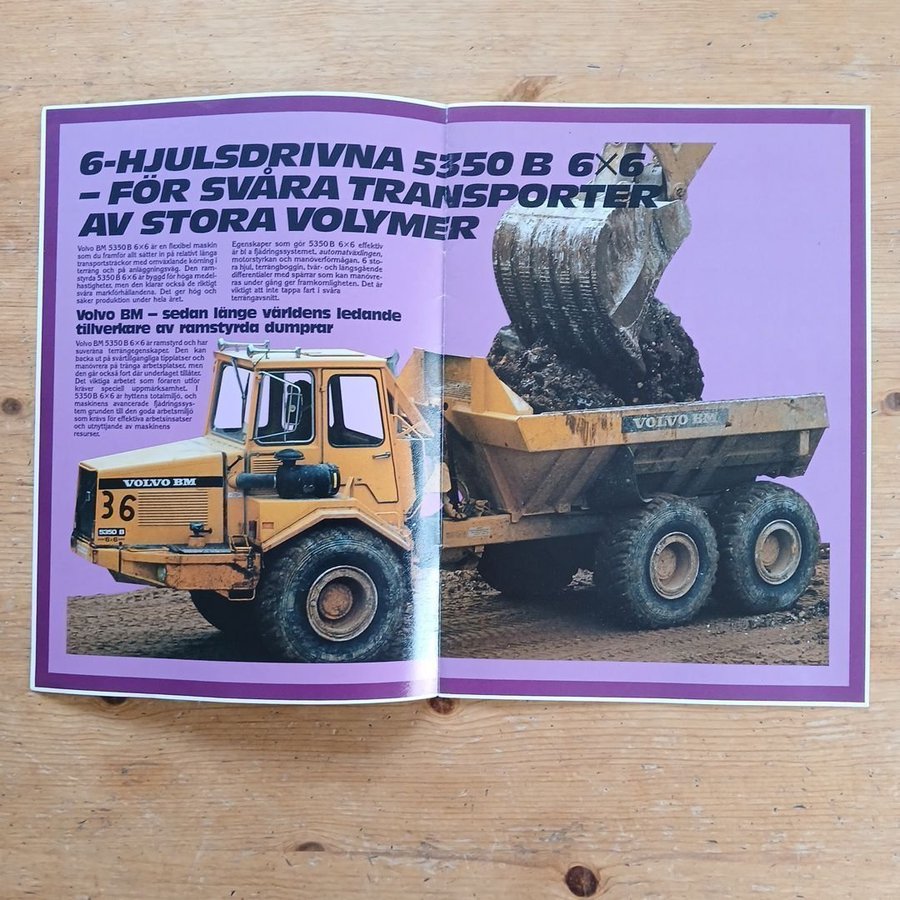 6-HJULSDRIVNA 5350 B 6×6
– FÖR SVÅRA TRANSPORTER
AV STORA VOLYMER
Volvo BM 5350 B 6×6 är en flexibel maskin
som du framför allt sätter in på relativt långa
transportsträckor med omväxlande körning i
terräng och på anläggningsväg. Den ram-
styrda 5350 B 6×6 är byggd för höga medel-
hastigheter, men den klarar också de riktigt
svåra markförhållandena. Det ger hög och
säker produktion under hela året.
Egenskaper som gör 5350 B 6×6 effektiv
är bl a fjädringssystemet, automatväxlingen,
motorstyrkan och manöverförmågan. 6 sto-
ra hjul, terrängboggin, tvär- och längsgående
differentialer med spärrar som kan manövre-
ras under gång ger framkomligheten. Det är
viktigt att inte tappa fart i svåra
terrängavsnitt.
Volvo BM – sedan länge världens ledande
tillverkare av ramstyrda dumprar
Volvo BM 5350 B 6×6 är ramstyrd och har
suveräna terrängegenskaper. Den kan
backa ut på svårtillgängliga tipplatser och
manövrera på trånga arbetsplatser, men
den går också fort där underlaget tillåter.
Det viktiga arbetet som föraren utför
kräver speciell uppmärksamhet. I
5350 B 6×6 är hyttens totalmiljö, och
maskinens avancerade fjädringssys-
tem grunden till den goda arbetsmiljö
som krävs för effektiva arbetsinsatser
och utnyttjande av maskinens
resurser.
VOLVO BM
VOLVO BM
36
5350 B
6×6